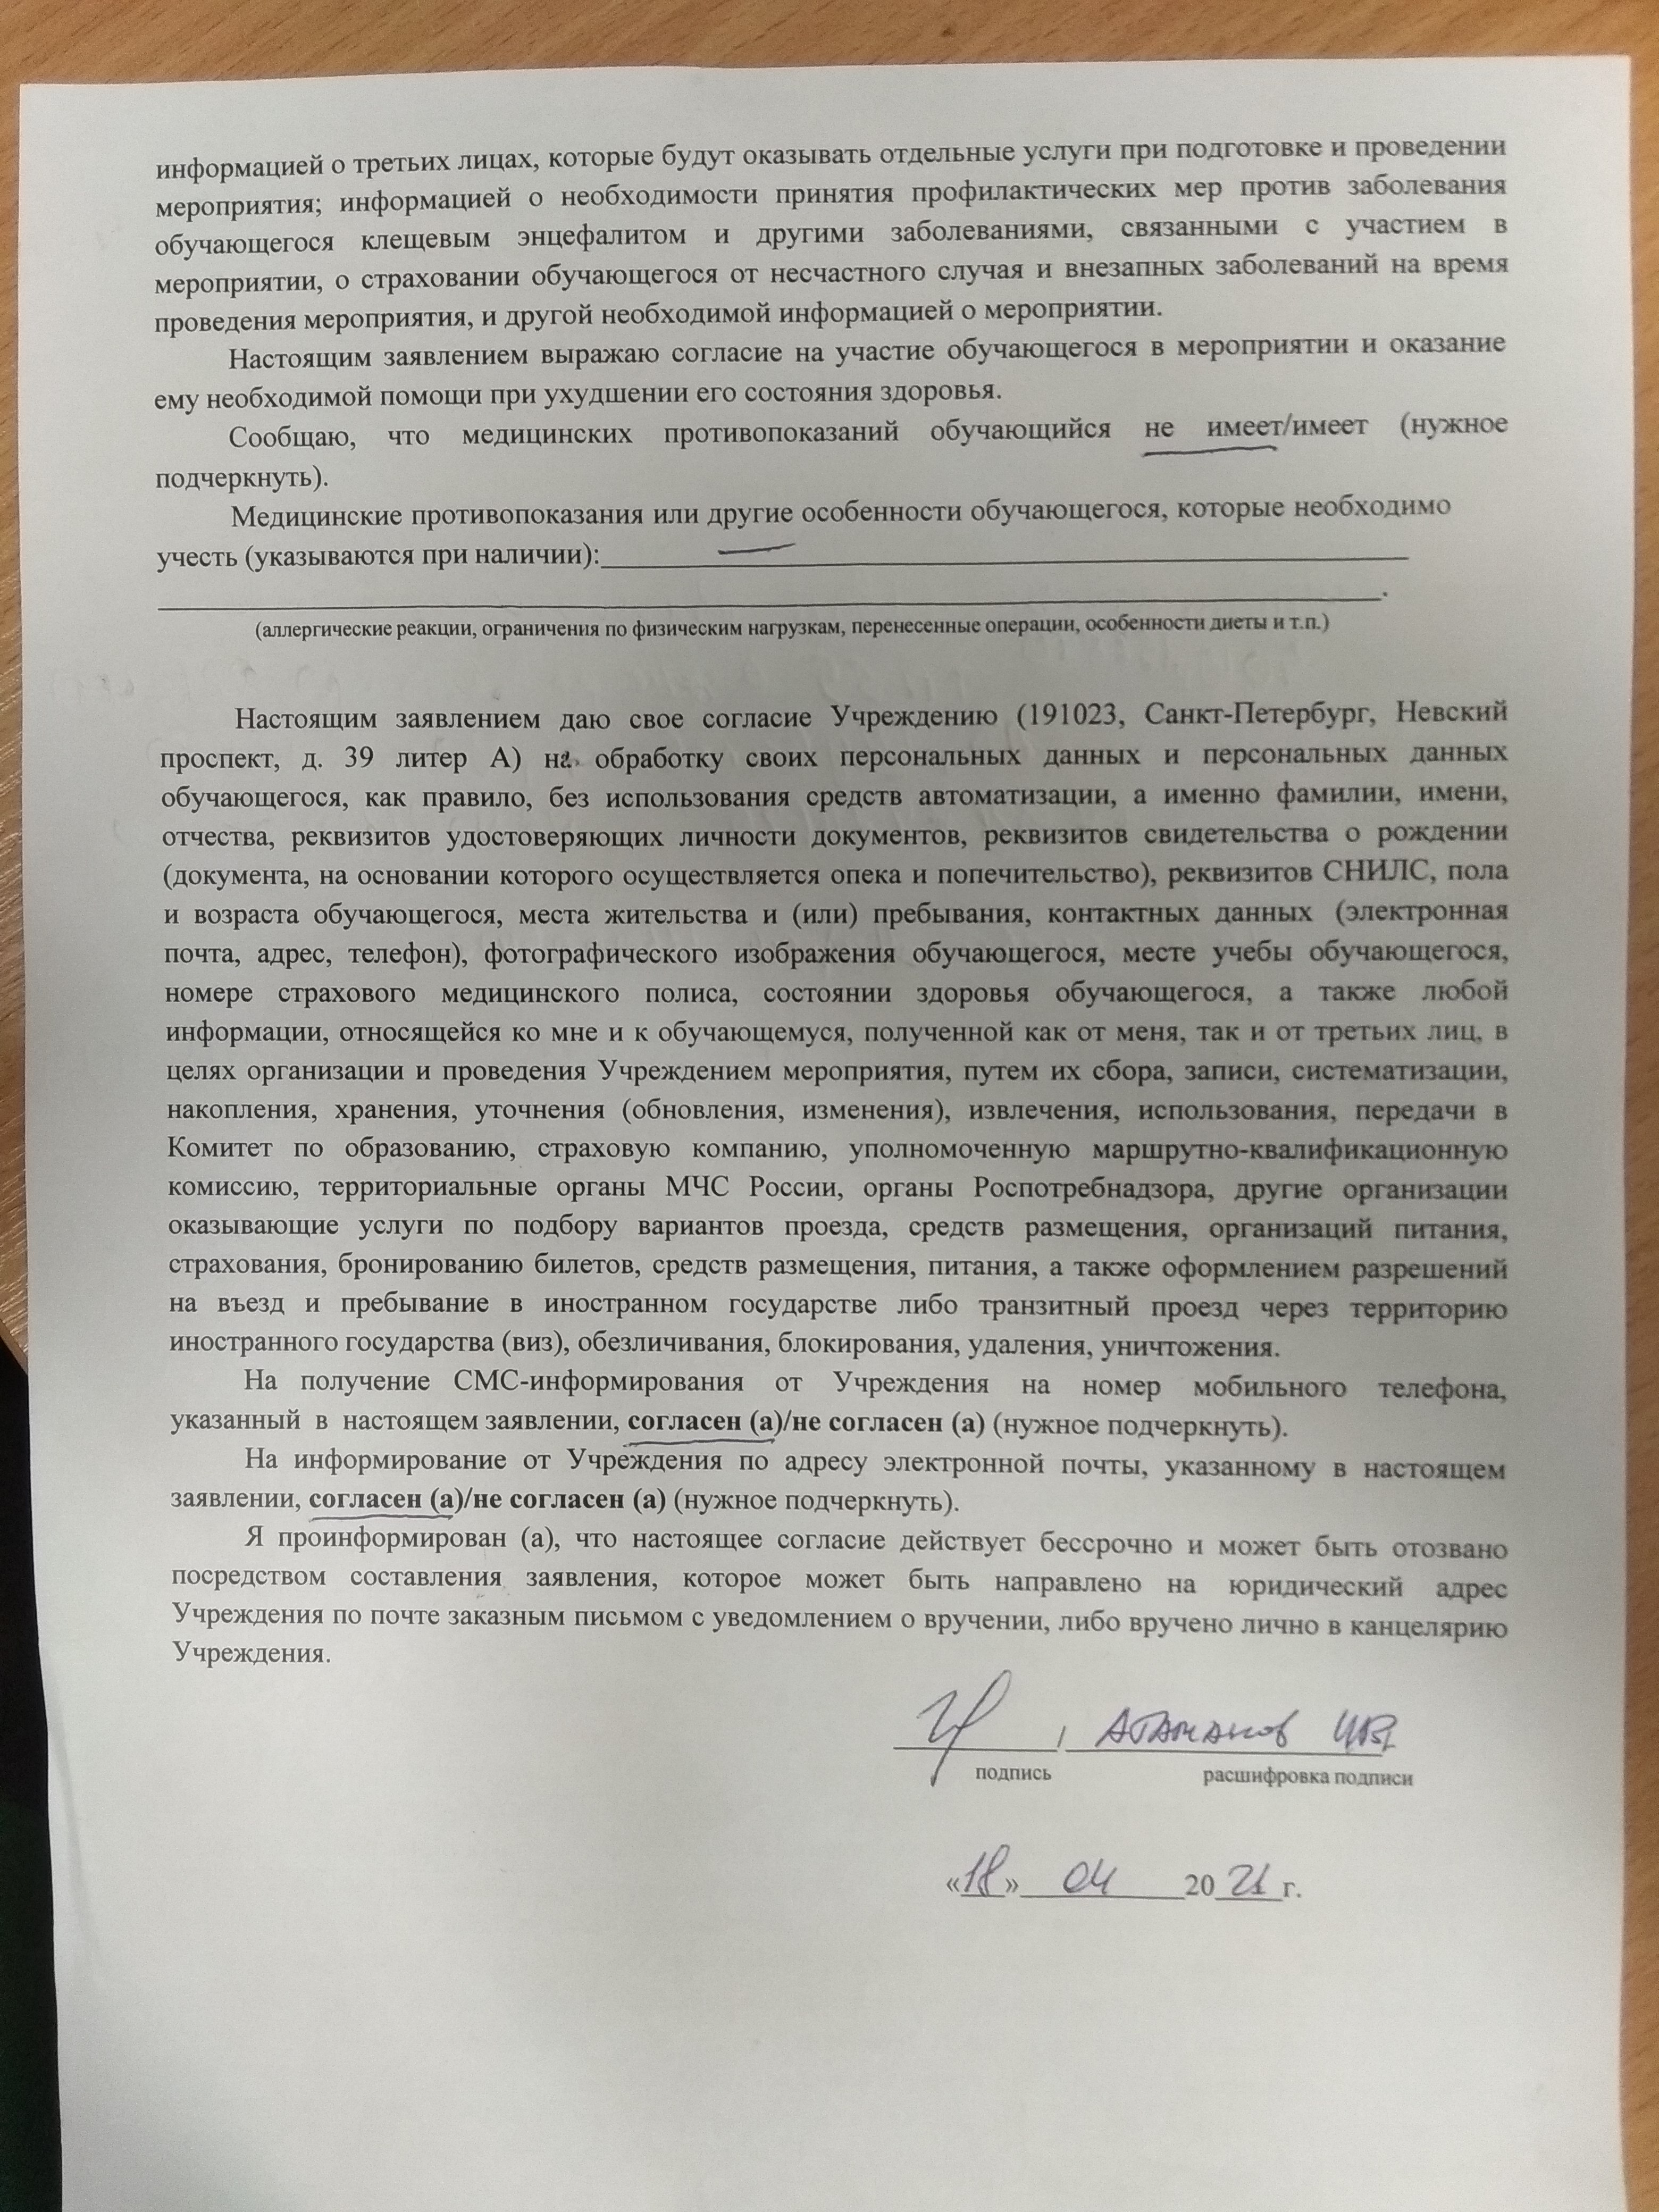 информацией о третьих лицах, которые будут оказывать отдельные услуги при подготовке и проведении
мероприятия; информацией о необходимости принятия профилактических мер против заболевания
обучающегося клещевым энцефалитом и другими заболеваниями, связанными с участием в
мероприятии, о страховании обучающегося от несчастного случая и внезапных заболеваний на время
проведения мероприятия, и другой необходимой информацией о мероприятии.
Настоящим заявлением выражаю согласие на участие обучающегося в мероприятии и оказание
ему необходимой помощи при ухудшении его состояния здоровья.
Сообщаю, что медицинских противопоказаний обучающийся не имеет/имеет (нужное
подчеркнуть).
Медицинские противопоказания или другие особенности обучающегося, которые необходимо
учесть (указываются при наличии): —
.
(аллергические реакции, ограничения по физическим нагрузкам, перенесенные операции, особенности диеты и т.п.)
Настоящим заявлением даю свое согласие Учреждению (191023, Санкт-Петербург, Невский
проспект, д. 39 литер А) на обработку своих персональных данных и персональных данных
обучающегося, как правило, без использования средств автоматизации, а именно фамилии, имени,
отчества, реквизитов удостоверяющих личности документов, реквизитов свидетельства о рождении
(документа, на основании которого осуществляется опека и попечительство), реквизитов СНИЛС, пола
и возраста обучающегося, места жительства и (или) пребывания, контактных данных (электронная
почта, адрес, телефон), фотографического изображения обучающегося, месте учебы обучающегося,
номере страхового медицинского полиса, состоянии здоровья обучающегося, а также любой
информации, относящейся ко мне и к обучающемуся, полученной как от меня, так и от третьих лиц, в
целях организации и проведения Учреждением мероприятия, путем их сбора, записи, систематизации,
накопления, хранения, уточнения (обновления, изменения), извлечения, использования, передачи в
Комитет по образованию, страховую компанию, уполномоченную маршрутно-квалификационную
комиссию, территориальные органы МЧС России, органы Роспотребнадзора, другие организации
оказывающие услуги по подбору вариантов проезда, средств размещения, организаций питания,
страхования, бронированию билетов, средств размещения, питания, а также оформлением разрешений
на въезд и пребывание в иностранном государстве либо транзитный проезд через территорию
иностранного государства (виз), обезличивания, блокирования, удаления, уничтожения.
На получение СМС-информирования от Учреждения на номер мобильного телефона,
указанный в настоящем заявлении, согласен (а)/не согласен (а) (нужное подчеркнуть).
На информирование от Учреждения по адресу электронной почты, указанному в настоящем
заявлении, согласен (а)/не согласен (а) (нужное подчеркнуть).
Я проинформирован (а), что настоящее согласие действует бессрочно и может быть отозвано
посредством составления заявления, которое может быть направлено на юридический адрес
Учреждения по почте заказным письмом с уведомлением о вручении, либо вручено лично в канцелярию
Учреждения.
/ Атаманов
подпись расшифровка подписи
«18» 04 2021 г.